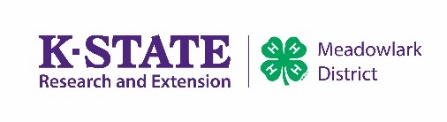 K-STATE
Research and Extension
H H H H
Meadowlark
District